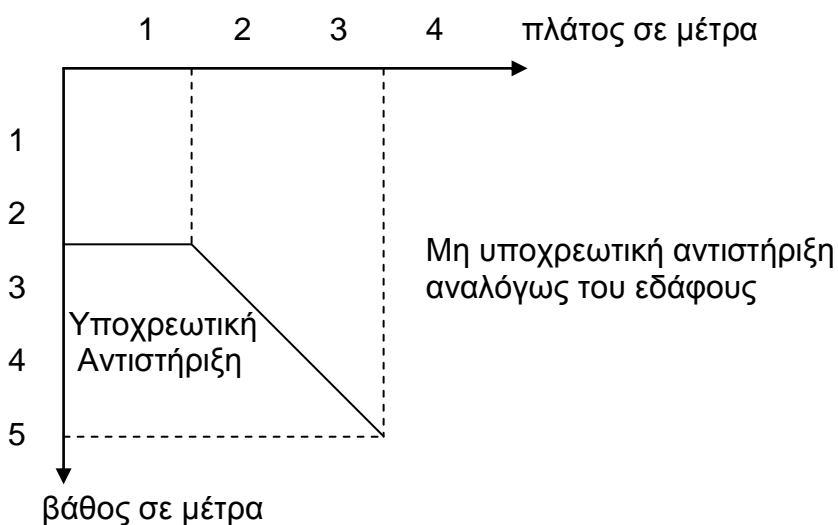 1 2 3 4 πλάτος σε μέτρα
1
2
3
4
5
Μη υποχρεωτική αντιστήριξη
αναλόγως του εδάφους
Υποχρεωτική
Αντιστήριξη
βάθος σε μέτρα